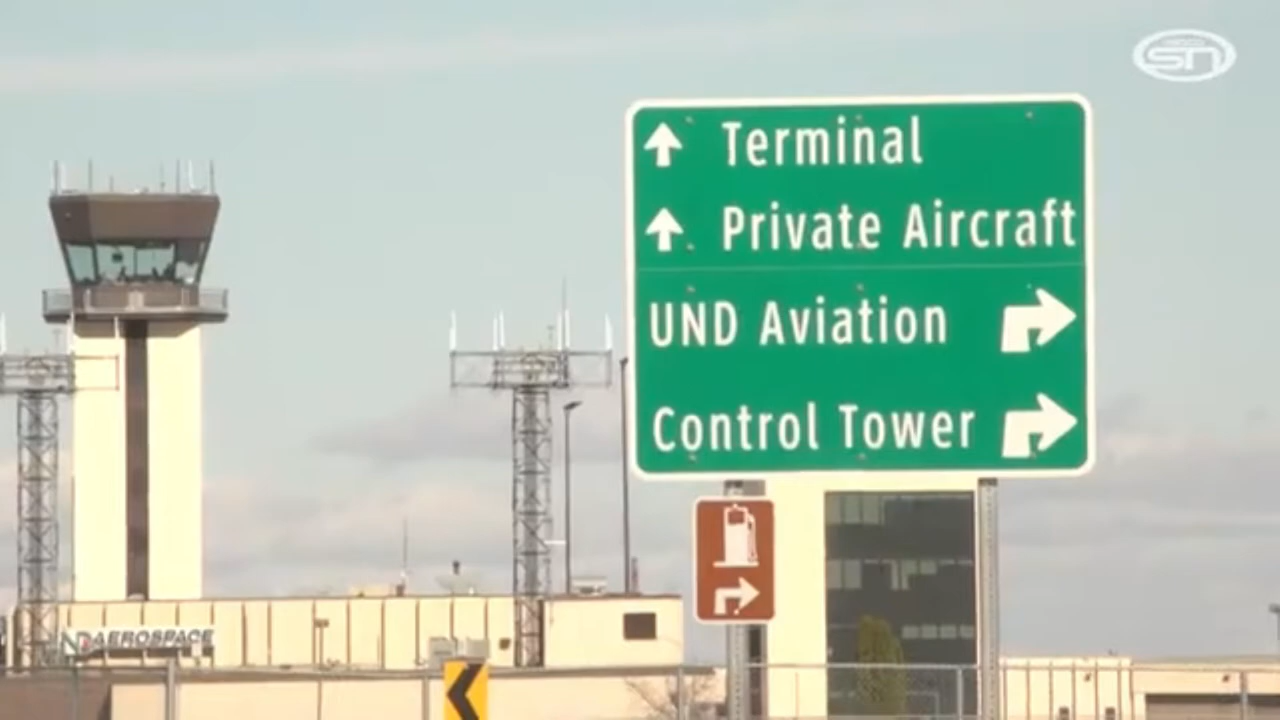 Terminal
Private Aircraft
UND Aviation
Control Tower
AEROSPACE